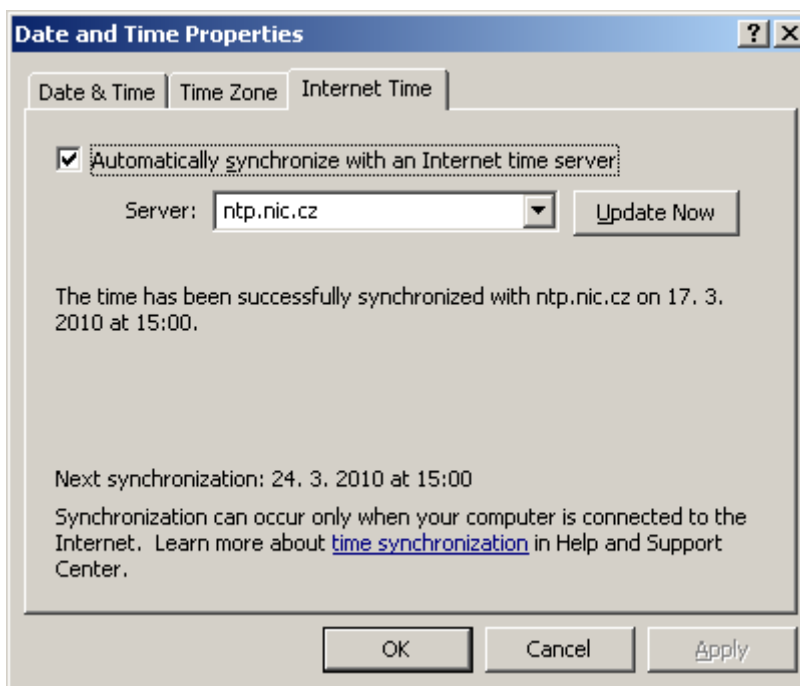 Date and Time Properties
Date & Time
Time Zone
Internet Time
Automatically synchronize with an Internet time server
Server: ntp.nic.cz Update Now
The time has been successfully synchronized with ntp.nic.cz on 17. 3.
2010 at 15:00.
Next synchronization: 24. 3. 2010 at 15:00
Synchronization can occur only when your computer is connected to the
Internet. Learn more about time synchronization in Help and Support
Center.
OK Cancel Apply